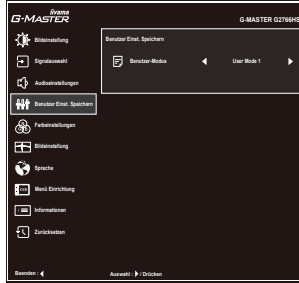 iiyama
G-MASTER
G-MASTER G2766HS
Bildeinstellung
Signalauswahl
Audioeinstellungen
Benutzer Einst. Speichern
Farbeinstellungen
Bildeinstellung
Sprache
Menü Einrichtung
Informationen
Zurücksetzen
Benutzer Einst. Speichern
Benutzer-Modus
User Mode 1
Beenden :
Auswahl : / Drücken